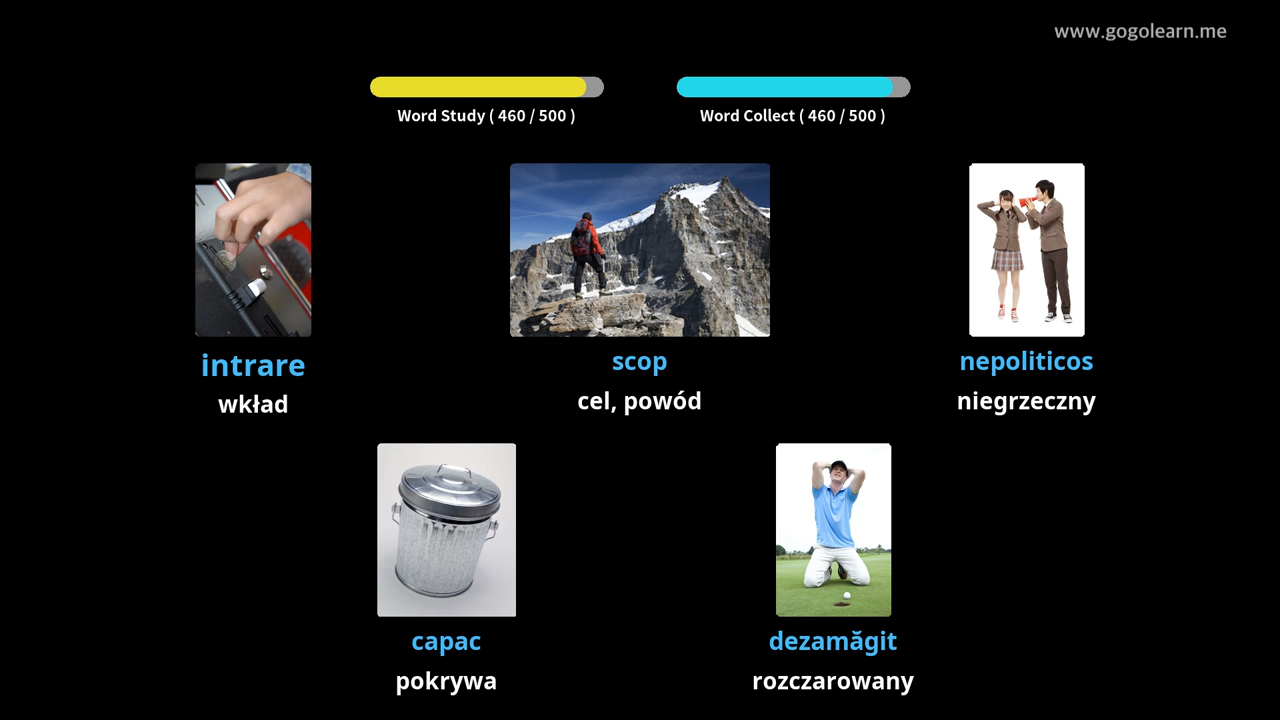 www.gogolearn.me
Word Study ( 460 / 500 )
Word Collect ( 460 / 500 )
intrare
wkład
scop
cel, powód
nepoliticos
niegrzeczny
capac
pokrywa
dezamăgit
rozczarowany